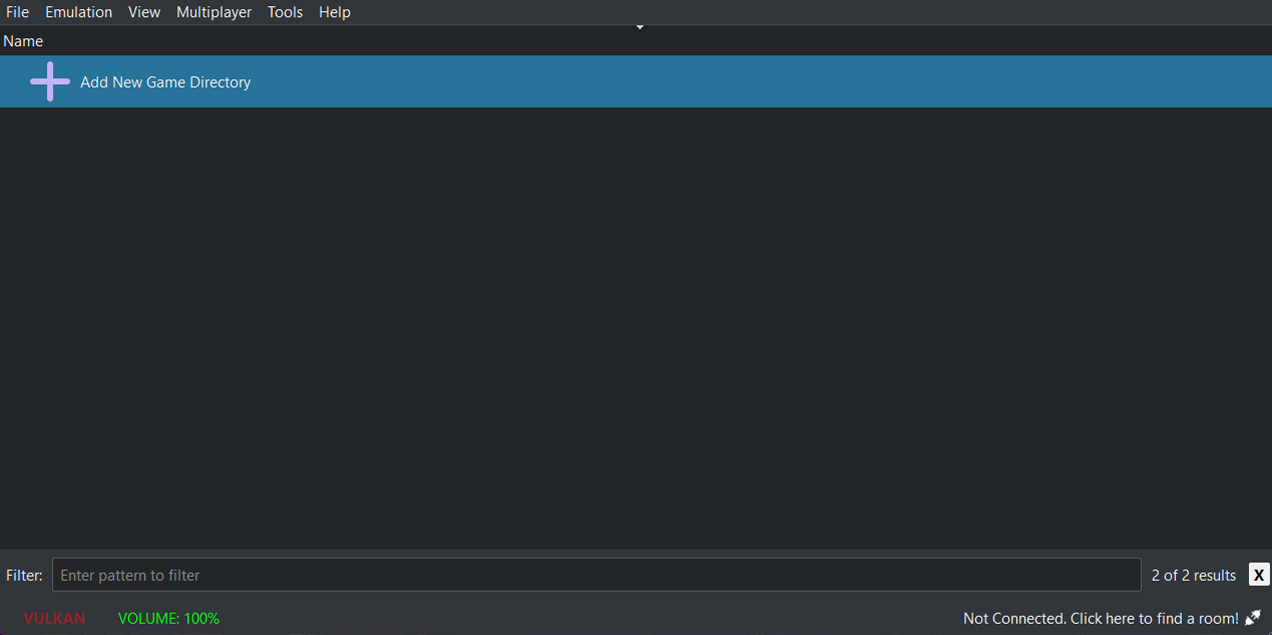 File Emulation View Multiplayer Tools Help
Name
Add New Game Directory
Filter: Enter pattern to filter 2 of 2 results X
VULKAN VOLUME: 100% Not Connected. Click here to find a room!